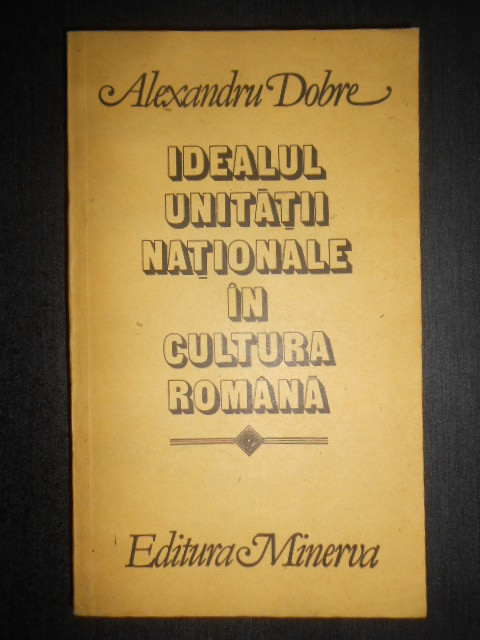 Alexandru Dobre
IDEALUL
UNITĂȚII
NAȚIONALE
ÎN
CULTURA
ROMÂNĂ
Editura Minerva